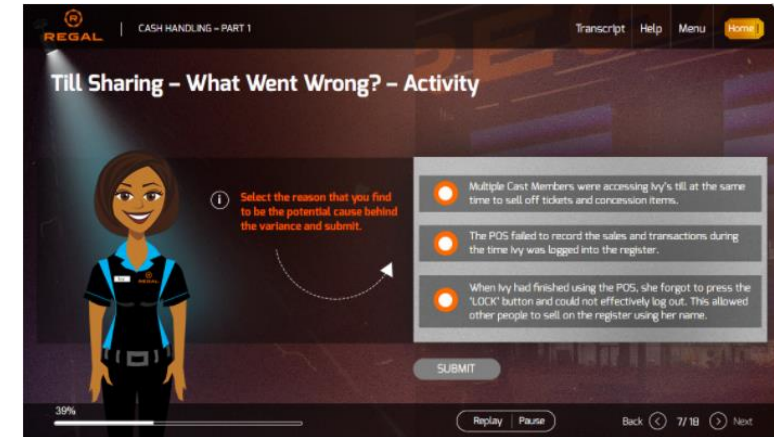 REGAL
CASH HANDLING – PART 1
Transcript Help Menu Home
Till Sharing – What Went Wrong? – Activity
i
Select the reason that you find
to be the potential cause behind
the variance and submit.
Multiple Cast Members were accessing Ivy's till at the same
time to sell off tickets and concession items.
The POS failed to record the sales and transactions during
the time Ivy was logged into the register.
When Ivy had finished using the POS, she forgot to press the
'LOCK' button and could not effectively log out. This allowed
other people to sell on the register using her name.
REGAL
SUBMIT
39%
Replay Pause
Back 7/18 Next